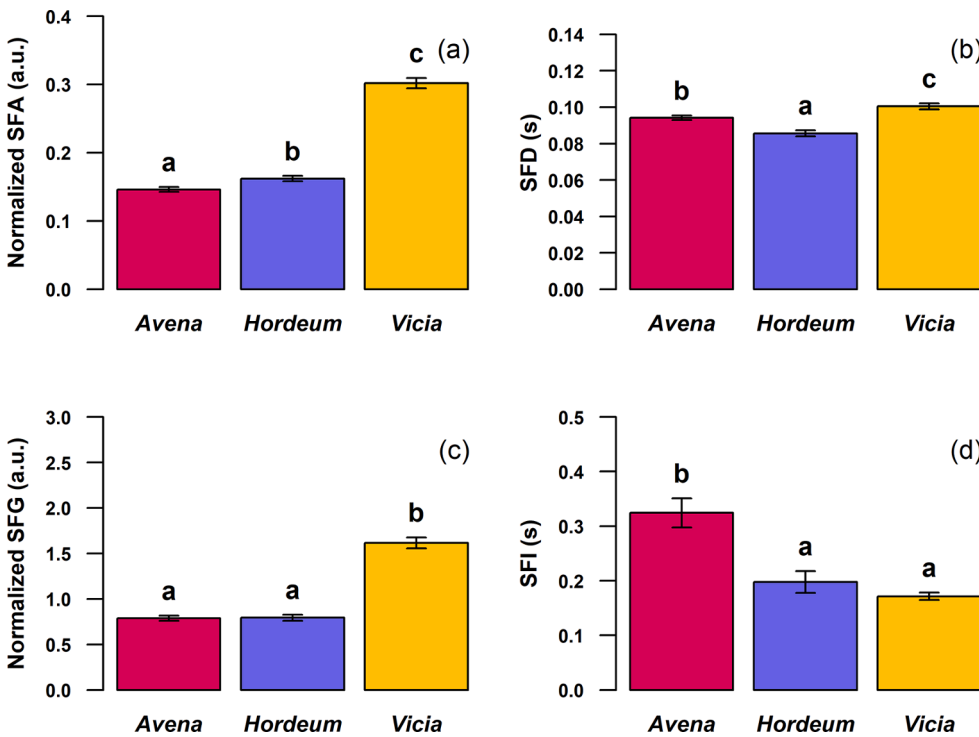 (a)
Normalized SFA (a.u.)
0.4
0.3
0.2
0.1
0.0
a
b
c
Avena
Hordeum
Vicia
(b)
SFD (s)
0.14
0.12
0.10
0.08
0.06
0.04
0.02
0.00
b
a
c
Avena
Hordeum
Vicia
(c)
Normalized SFG (a.u.)
3.0
2.5
2.0
1.5
1.0
0.5
0.0
a
a
b
Avena
Hordeum
Vicia
(d)
SFI (s)
0.5
0.4
0.3
0.2
0.1
0.0
b
a
a
Avena
Hordeum
Vicia